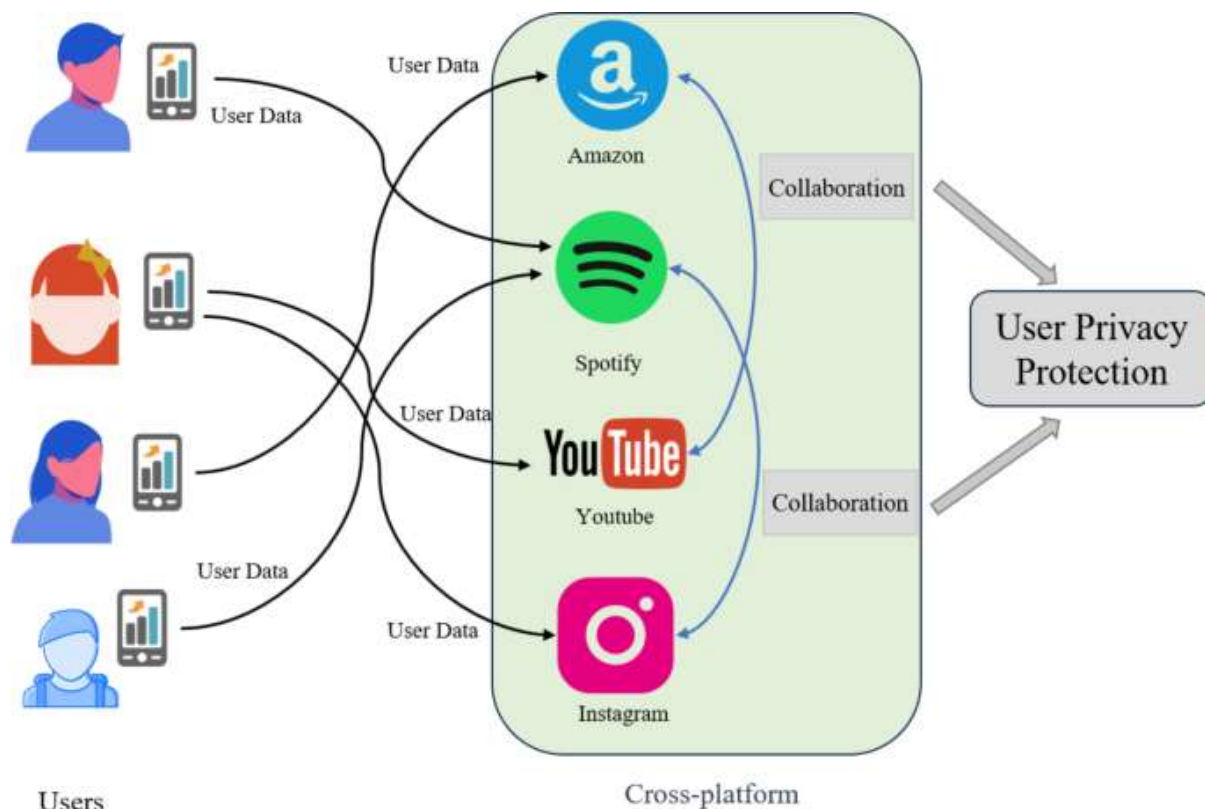 User Data
User Data
Amazon
Collaboration
Spotify
User Privacy
Protection
User Data
YouTube
Youtube
Collaboration
User Data
User Data
Instagram
Users
Cross-platform